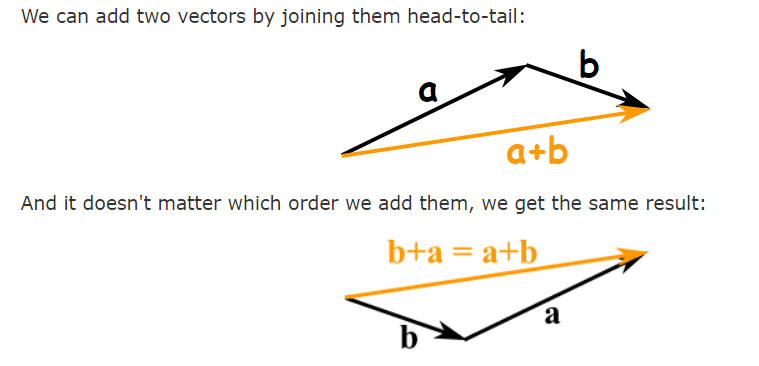 We can add two vectors by joining them head-to-tail:
b
a
a+b
And it doesn't matter which order we add them, we get the same result:
b+a = a+b
a
b